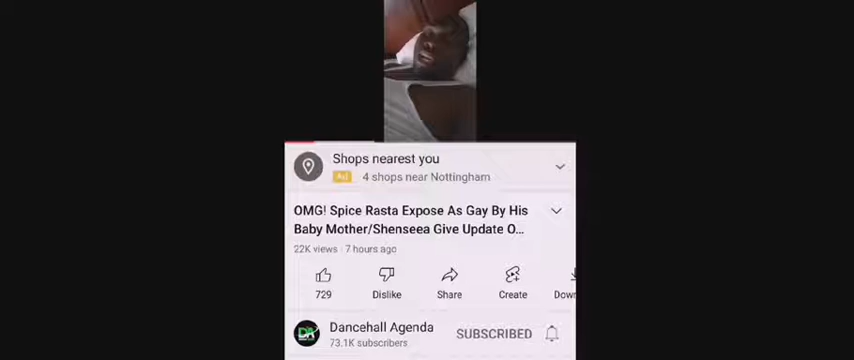 Shops nearest you
Ad 4 shops near Nottingham
OMG! Spice Rasta Expose As Gay By His
Baby Mother/Shenseea Give Update O...
22K views · 7 hours ago
729 Dislike Share Create Down
DA
Dancehall Agenda SUBSCRIBED
73.1K subscribers